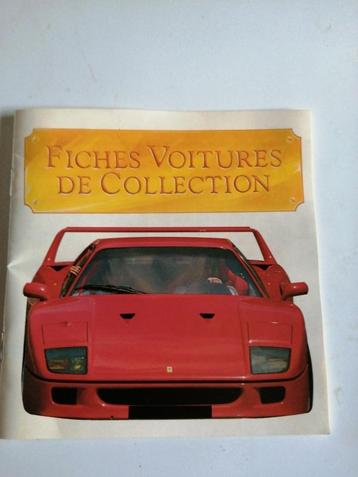 FICHES VOITURES
DE COLLECTION